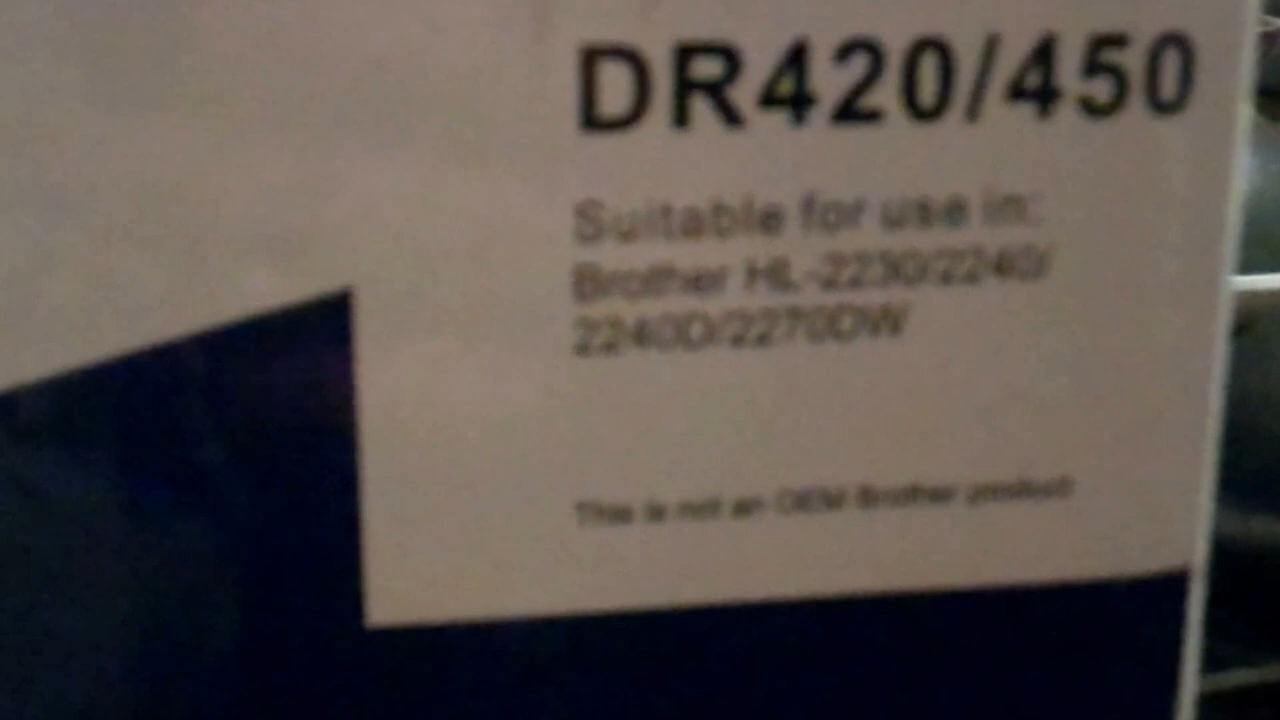 DR420/450
Suitable for use in:
Brother HL-2230/2240/
2240D/2270DW
This is not an OEM Brother product